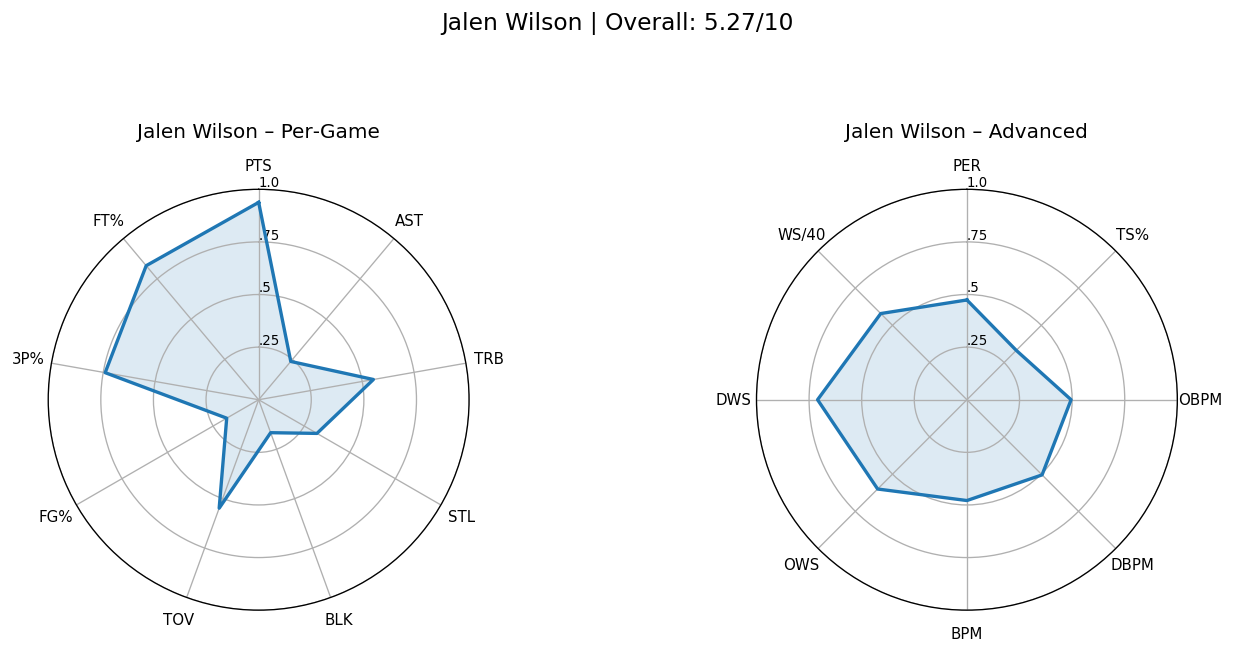 Jalen Wilson | Overall: 5.27/10
Jalen Wilson – Per-Game
PTS
1.0
.75
.5
.25
FT%
AST
3P%
TRB
FG%
STL
TOV
BLK
Jalen Wilson – Advanced
PER
1.0
.75
.5
.25
WS/40
TS%
DWS
OBPM
OWS
DBPM
BPM